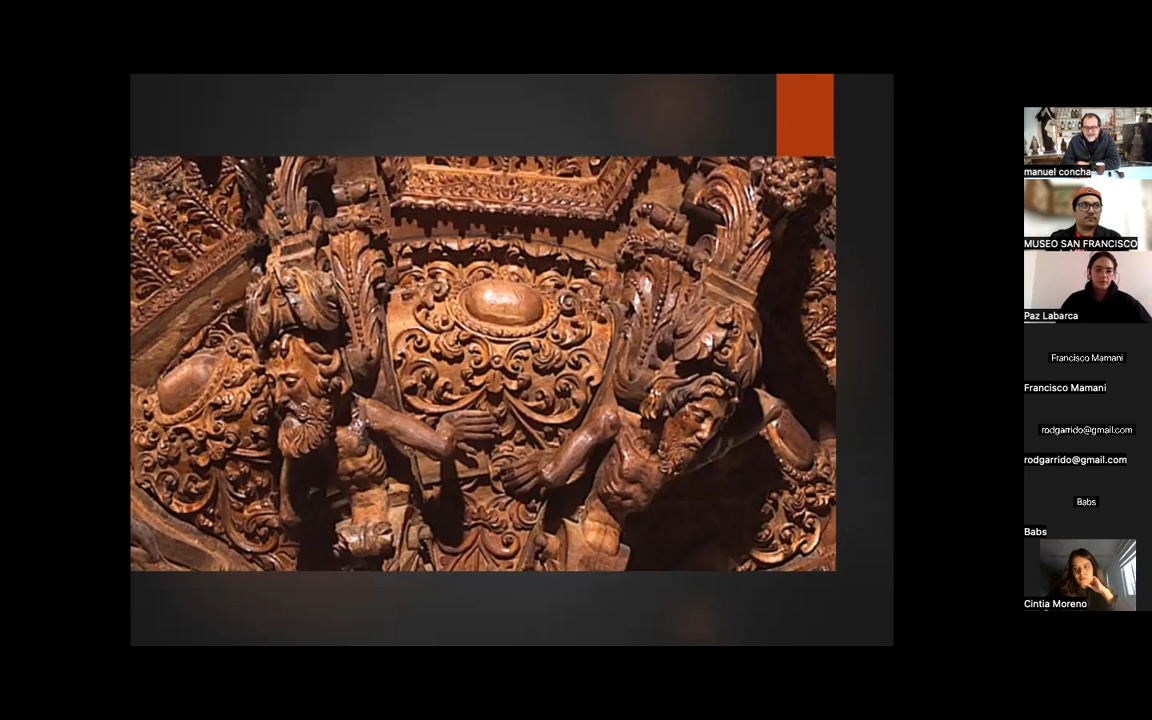 manuel concha
MUSEO SAN FRANCISCO
Paz Labarca
Francisco Mamani
Francisco Mamani
rodgarrido@gmail.com
rodgarrido@gmail.com
Babs
Babs
Cintia Moreno